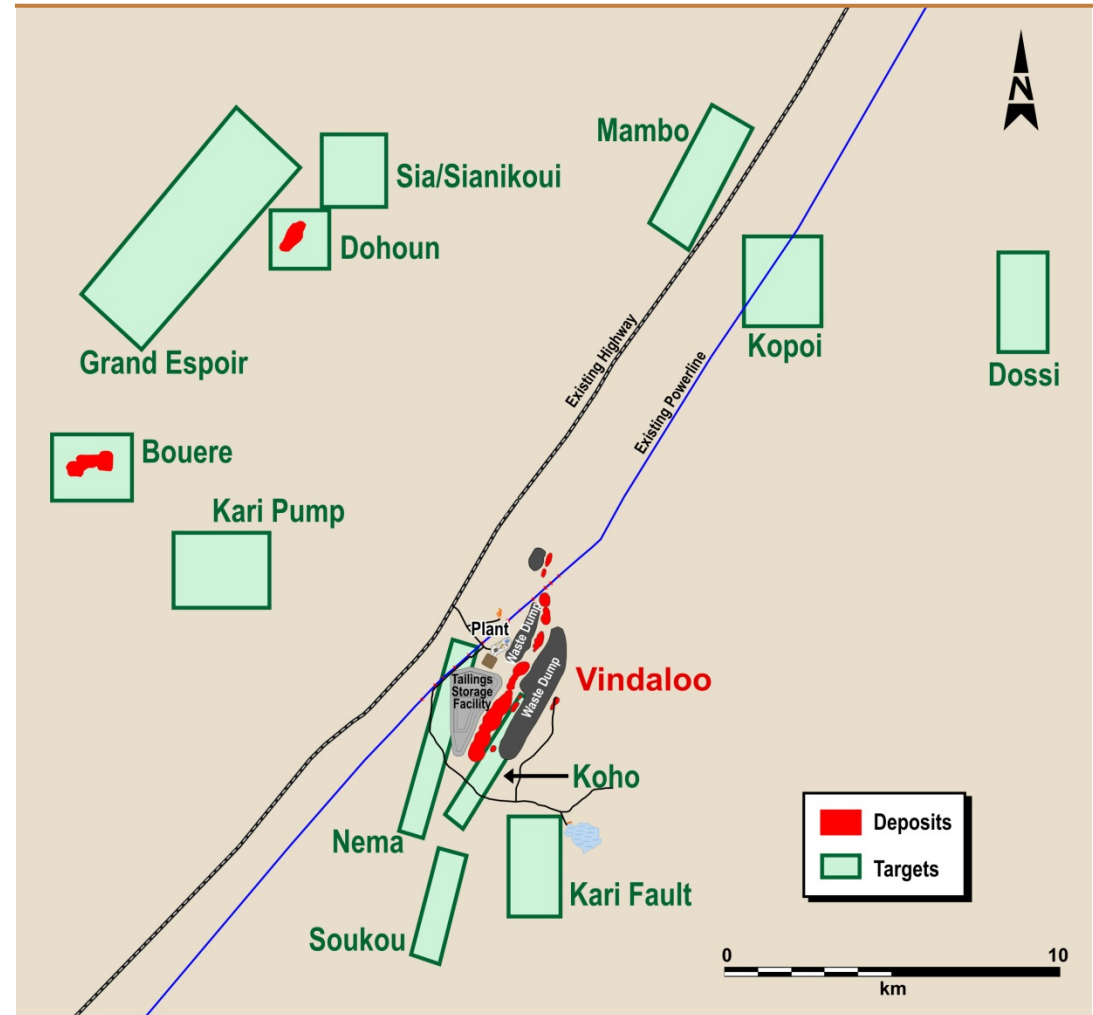 N
Mambo
Sia/Sianikoui
Dohoun
Grand Espoir
Kopoi
Dossi
Existing Highway
Existing Powerline
Bouere
Kari Pump
Plant
Waste Dump
Waste Dump
Tailings
Storage
Facility
Vindaloo
Koho
Nema
Kari Fault
Soukou
Deposits
Targets
0 10
km